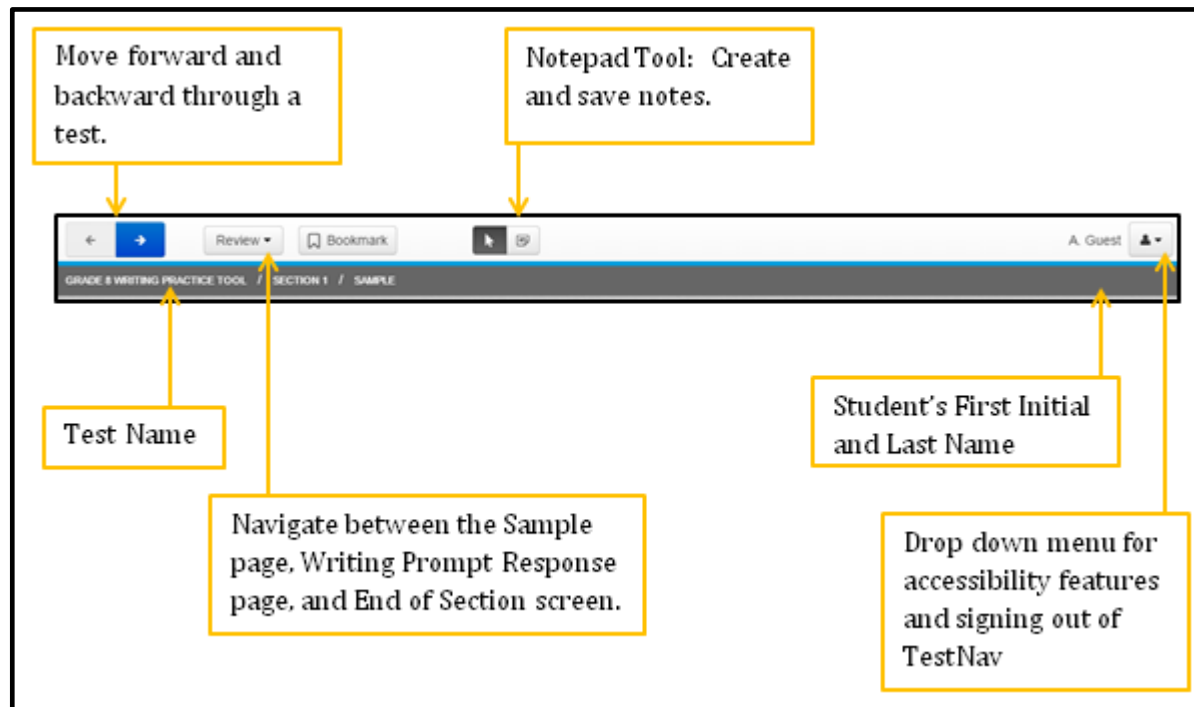 Move forward and
backward through a
test.
Notepad Tool: Create
and save notes.
Review
Bookmark
A. Guest
GRADE 8 WRITING PRACTICE TOOL / SECTION 1 / SAMPLE
Test Name
Student's First Initial
and Last Name
Navigate between the Sample
page, Writing Prompt Response
page, and End of Section screen.
Drop down menu for
accessibility features
and signing out of
TestNav